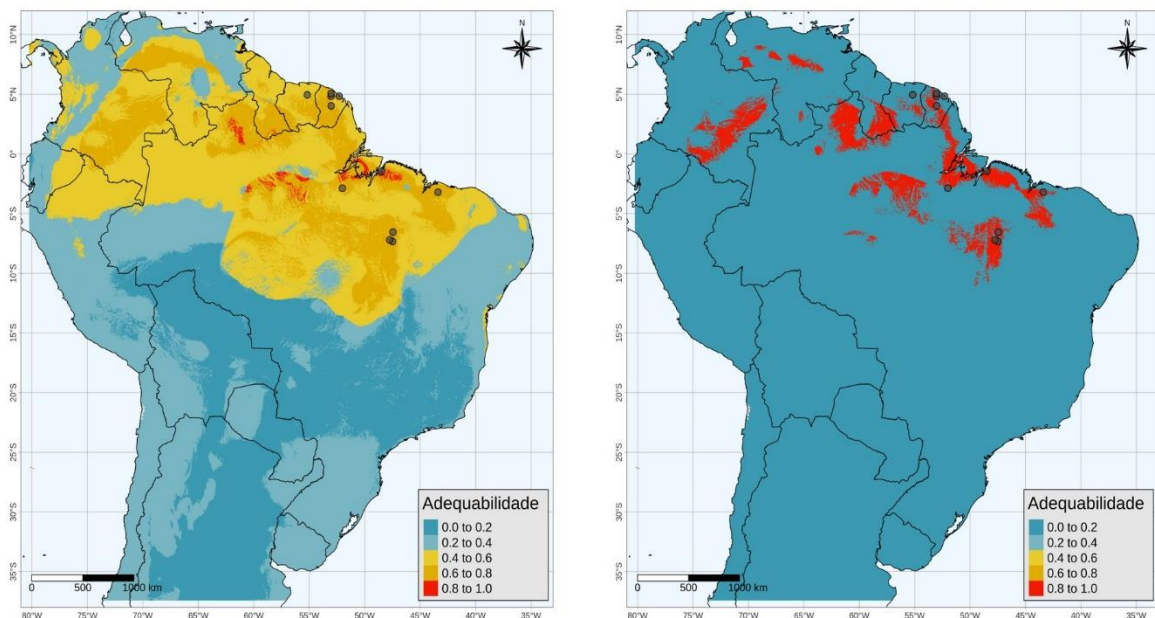 N
10°N
5°N
0°
5°S
10°S
15°S
20°S
25°S
30°S
35°S
Adequabilidade
0.0 to 0.2
0.2 to 0.4
0.4 to 0.6
0.6 to 0.8
0.8 to 1.0
0 500 1000 km
80°W 75°W 70°W 65°W 60°W 55°W 50°W 45°W 40°W 35°W
N
10°N
5°N
0°
5°S
10°S
15°S
20°S
25°S
30°S
35°S
Adequabilidade
0.0 to 0.2
0.2 to 0.4
0.4 to 0.6
0.6 to 0.8
0.8 to 1.0
0 500 1000 km
80°W 75°W 70°W 65°W 60°W 55°W 50°W 45°W 40°W 35°W